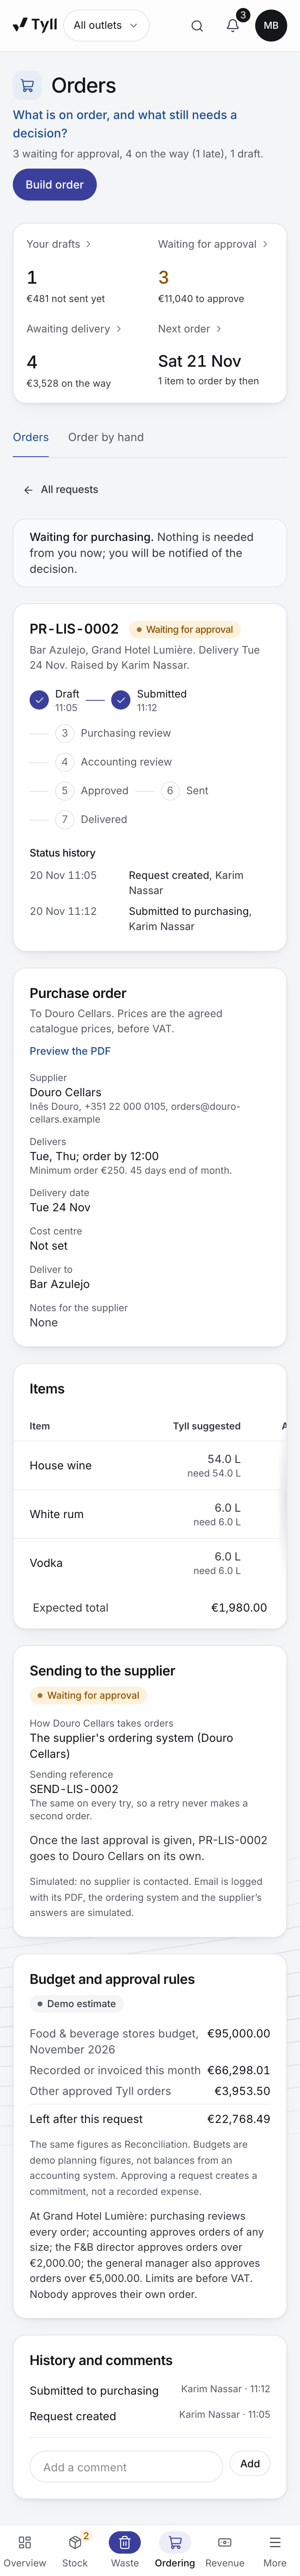 Tyll
All outlets
3
MB
Orders
What is on order, and what still needs a
decision?
3 waiting for approval, 4 on the way (1 late), 1 draft.
Build order
Your drafts
Waiting for approval
1
3
€481 not sent yet
€11,040 to approve
Awaiting delivery
Next order
4
Sat 21 Nov
€3,528 on the way
1 item to order by then
Orders
Order by hand
All requests
Waiting for purchasing. Nothing is needed
from you now; you will be notified of the
decision.
PR-LIS-0002
Waiting for approval
Bar Azulejo, Grand Hotel Lumière. Delivery Tue
24 Nov. Raised by Karim Nassar.
Draft
11:05
Submitted
11:12
3 Purchasing review
4 Accounting review
5 Approved
6 Sent
7 Delivered
Status history
20 Nov 11:05
Request created, Karim
Nassar
20 Nov 11:12
Submitted to purchasing,
Karim Nassar
Purchase order
To Douro Cellars. Prices are the agreed
catalogue prices, before VAT.
Preview the PDF
Supplier
Douro Cellars
Inês Douro, +351 22 000 0105, orders@douro-
cellars.example
Delivers
Tue, Thu; order by 12:00
Minimum order €250. 45 days end of month.
Delivery date
Tue 24 Nov
Cost centre
Not set
Deliver to
Bar Azulejo
Notes for the supplier
None
Items
Item
Tyll suggested
House wine
54.0 L
need 54.0 L
White rum
6.0 L
need 6.0 L
Vodka
6.0 L
need 6.0 L
Expected total
€1,980.00
Sending to the supplier
Waiting for approval
How Douro Cellars takes orders
The supplier's ordering system (Douro
Cellars)
Sending reference
SEND-LIS-0002
The same on every try, so a retry never makes a
second order.
Once the last approval is given, PR-LIS-0002
goes to Douro Cellars on its own.
Simulated: no supplier is contacted. Email is logged
with its PDF, the ordering system and the supplier's
answers are simulated.
Budget and approval rules
Demo estimate
Food & beverage stores budget,
November 2026
€95,000.00
Recorded or invoiced this month
€66,298.01
Other approved Tyll orders
€3,953.50
Left after this request
€22,768.49
The same figures as Reconciliation. Budgets are
demo planning figures, not balances from an
accounting system. Approving a request creates a
commitment, not a recorded expense.
At Grand Hotel Lumière: purchasing reviews
every order; accounting approves orders of any
size; the F&B director approves orders over
€2,000.00; the general manager also approves
orders over €5,000.00. Limits are before VAT.
Nobody approves their own order.
History and comments
Submitted to purchasing
Karim Nassar · 11:12
Request created
Karim Nassar · 11:05
Add a comment
Add
2
Overview
Stock
Waste
Ordering
Revenue
More